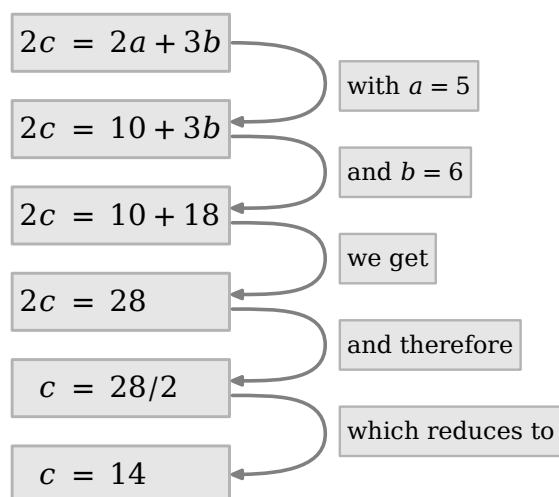 2c = 2a + 3b
with a = 5
2c = 10 + 3b
and b = 6
2c = 10 + 18
we get
2c = 28
and therefore
c = 28/2
which reduces to
c = 14